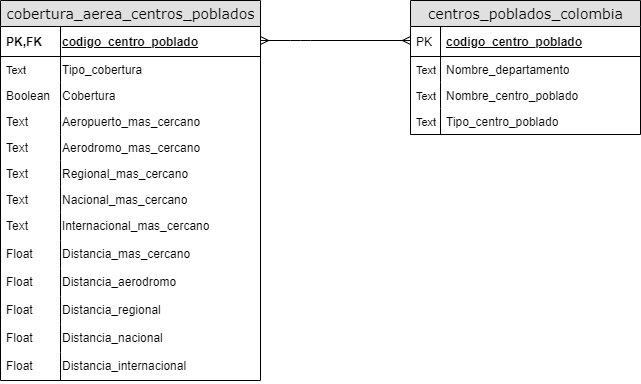 cobertura_aerea_centros_poblados
PK,FK codigo_centro_poblado
Text Tipo_cobertura
Boolean Cobertura
Text Aeropuerto_mas_cercano
Text Aerodromo_mas_cercano
Text Regional_mas_cercano
Text Nacional_mas_cercano
Text Internacional_mas_cercano
Float Distancia_mas_cercano
Float Distancia_aerodromo
Float Distancia_regional
Float Distancia_nacional
Float Distancia_internacional
centros_poblados_colombia
PK codigo_centro_poblado
Text Nombre_departamento
Text Nombre_centro_poblado
Text Tipo_centro_poblado